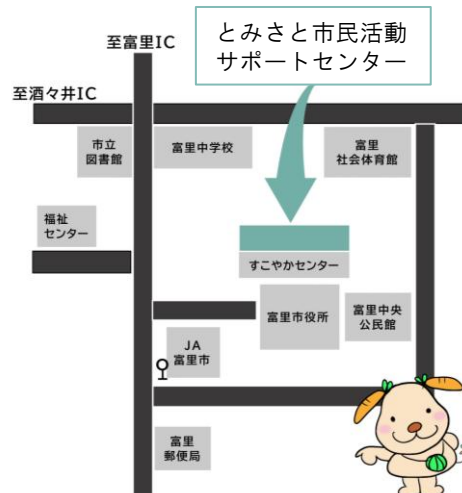 とみさと市民活動
サポートセンター
至富里IC
至酒々井IC
市立
図書館
富里中学校
富里
社会体育館
福祉
センター
すこやかセンター
富里市役所
富里中央
公民館
JA
富里市
富里
郵便局